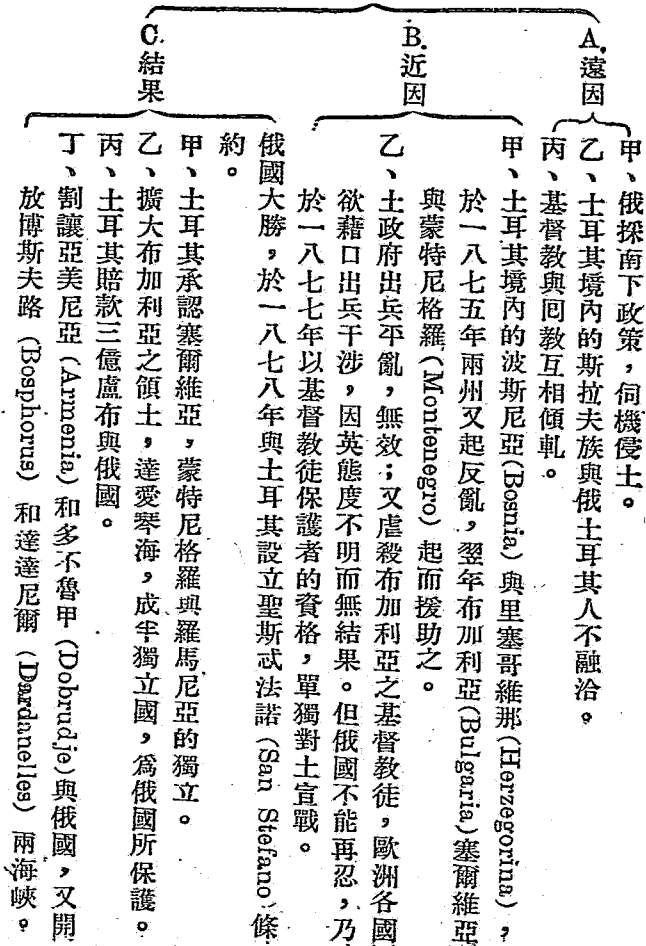 A.遠因
甲、俄採南下政策，伺機侵土。
乙、土耳其境內的斯拉夫族與俄土耳其人不融洽。
丙、基督教與囘教互相傾軋。
B.近因
甲、土耳其境內的波斯尼亞(Bosnia)與里塞哥維那(Herzegorina)，
於一八七五年兩州又起反亂，翌年布加利亞(Bulgaria)塞爾維亞
與蒙特尼格羅(Montenegro)起而援助之。
乙、土政府出兵平亂，無效；又虐殺布加利亞之基督教徒，歐洲各國
欲藉口出兵干涉，因英態度不明而無結果。但俄國不能再忍，乃
於一八七七年以基督教徒保護者的資格，單獨對土宣戰。
C.結果
俄國大勝，於一八七八年與土耳其設立聖斯忒法諾(San Stefano)條
約。
甲、土耳其承認塞爾維亞，蒙特尼格羅與羅馬尼亞的獨立。
乙、擴大布加利亞之領土，達愛琴海，成半獨立國，爲俄國所保護。
丙、土耳其賠款三億盧布與俄國。
丁、割讓亞美尼亞(Armenia)和多不魯甲(Dobrudje)與俄國，又開
放博斯夫路(Bosphorus)和達達尼爾(Dardanelles)兩海峽。